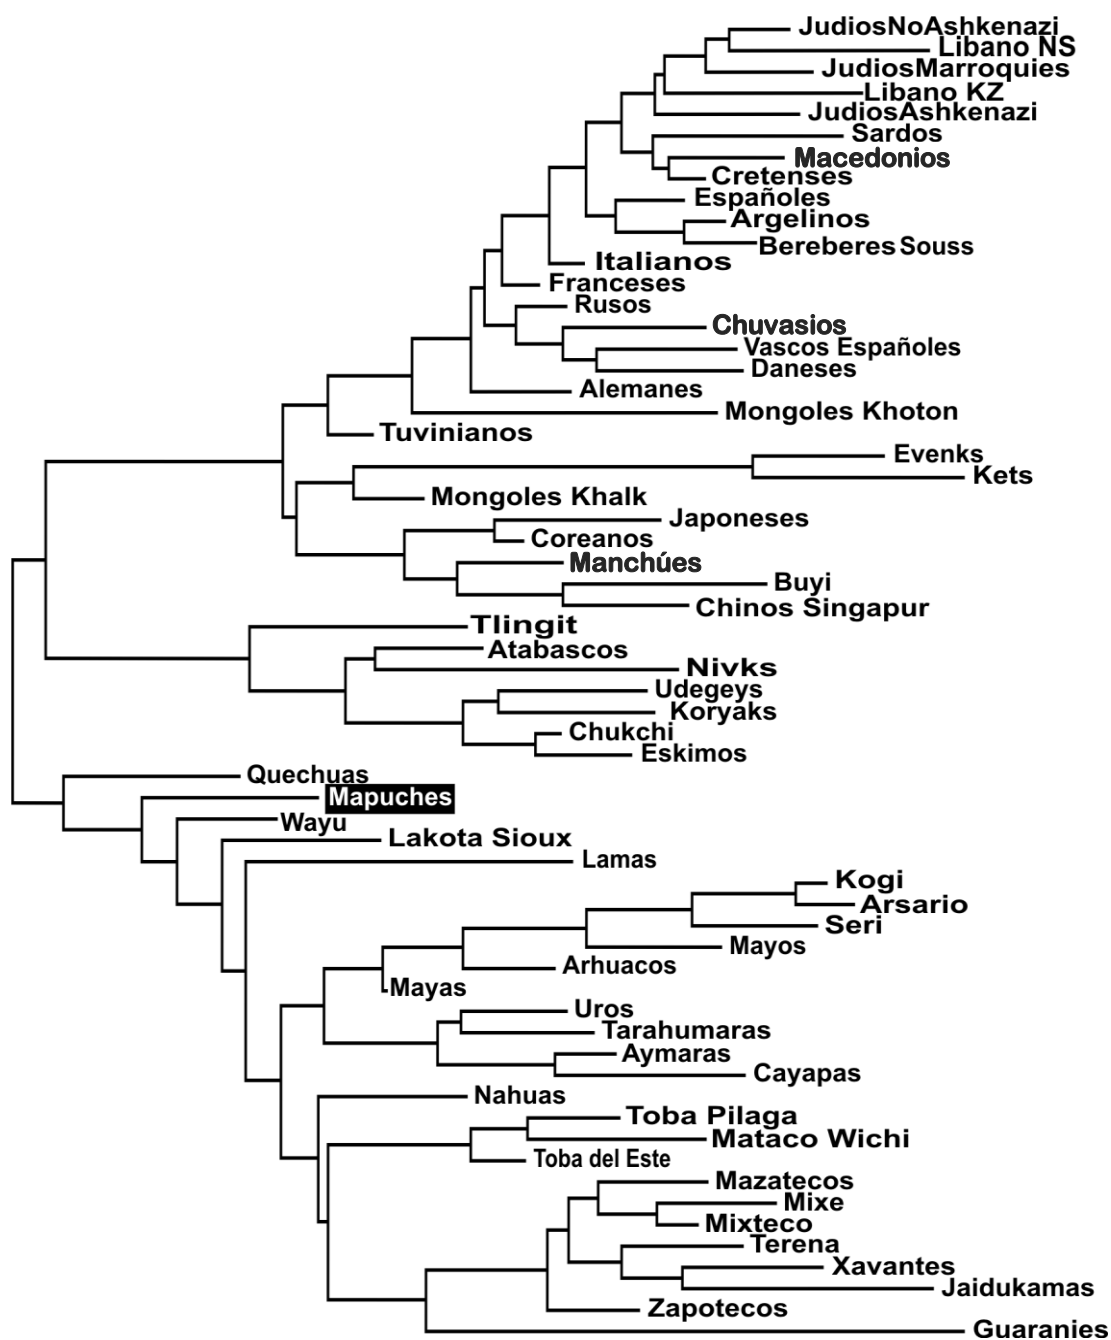 JudiosNoAshkenazi
Libano NS
JudiosMarroquies
Libano KZ
JudiosAshkenazi
Sardos
Macedonios
Cretenses
Españoles
Argelinos
Bereberes Souss
Italianos
Franceses
Rusos
Chuvasios
Vascos Españoles
Daneses
Alemanes
Mongoles Khoton
Tuvinianos
Evenks
Kets
Mongoles Khalk
Japoneses
Coreanos
Manchúes
Buyi
Chinos Singapur
Tlingit
Atabascos
Nivks
Udegeys
Koryaks
Chukchi
Eskimos
Quechuas
Mapuches
Wayu
Lakota Sioux
Lamas
Kogi
Arsario
Seri
Mayos
Arhuacos
Mayas
Uros
Tarahumaras
Aymaras
Cayapas
Nahuas
Toba Pilaga
Mataco Wichi
Toba del Este
Mazatecos
Mixe
Mixteco
Terena
Xavantes
Jaidukamas
Zapotecos
Guaranies